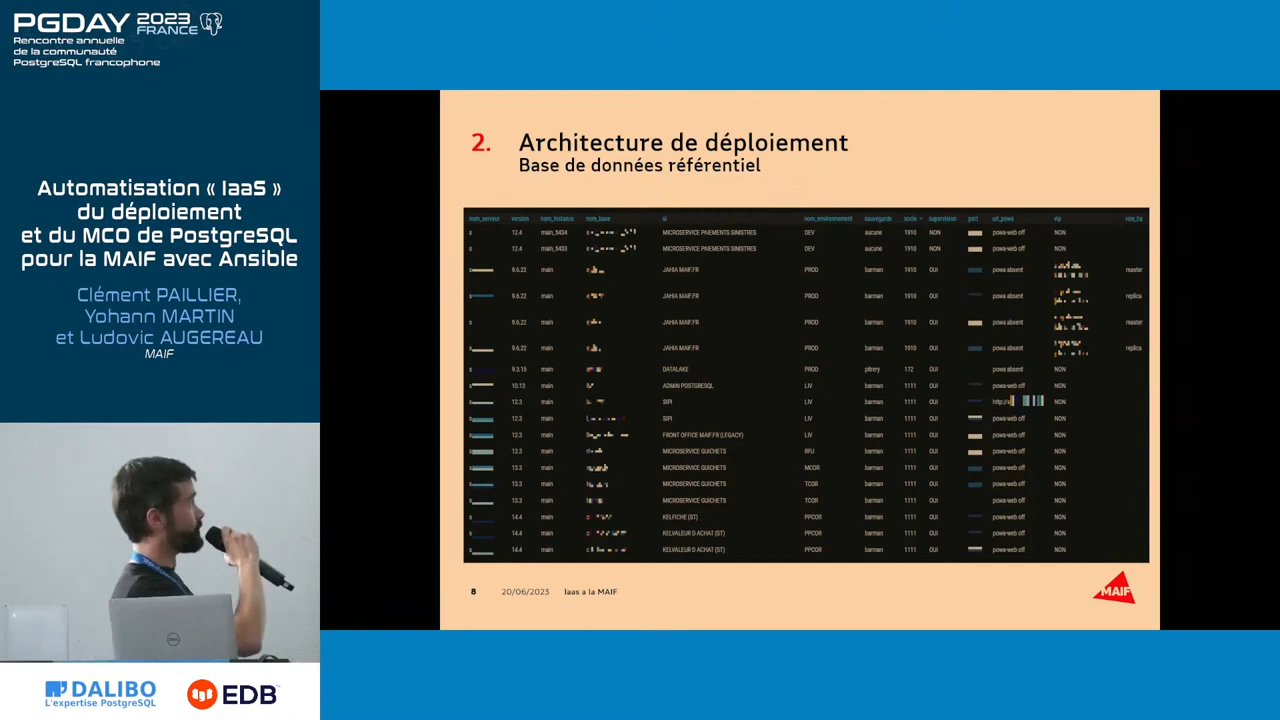 PGDAY 2023 FRANCE
Rencontre annuelle
de la communauté
PostgreSQL francophone
Automatisation « IaaS »
du déploiement
et du MCO de PostgreSQL
pour la MAIF avec Ansible
Clément PAILLIER,
Yohann MARTIN
et Ludovic AUGEREAU
MAIF
DALIBO
L'expertise PostgreSQL
EDB
2. Architecture de déploiement
Base de données référentiel
nom_serveur version nom_instance nom_base si nom_environnement sauvegarde socle supervision port url_powa vip role_ha
s 12.4 main_5434 MICROSERVICE PAIEMENTS SINISTRES DEV aucune 1910 NON powa-web off NON
s 12.4 main_5433 MICROSERVICE PAIEMENTS SINISTRES DEV aucune 1910 NON powa-web off NON
s 9.6.22 main JAHIA MAIF.FR PROD barman 1910 OUI powa absent master
s 9.6.22 main JAHIA MAIF.FR PROD barman 1910 OUI powa absent replica
s 9.6.22 main JAHIA MAIF.FR PROD barman 1910 OUI powa absent master
s 9.6.22 main JAHIA MAIF.FR PROD barman 1910 OUI powa absent replica
s 9.3.15 main DATALAKE PROD pitrery 172 OUI powa absent NON
s 10.13 main ADMIN POSTGRESQL LIV barman 1111 OUI powa-web off NON
s 12.3 main SIPI LIV barman 1111 OUI NON
s 12.3 main SIPI LIV barman 1111 OUI powa-web off NON
s 12.3 main FRONT OFFICE MAIF.FR (LEGACY) LIV barman 1111 OUI powa-web off NON
s 13.3 main MICROSERVICE GUICHETS RFU barman 1111 OUI powa-web off NON
s 13.3 main MICROSERVICE GUICHETS MCOR barman 1111 OUI powa-web off NON
s 13.3 main MICROSERVICE GUICHETS TCOR barman 1111 OUI powa-web off NON
s 13.3 main MICROSERVICE GUICHETS TCOR barman 1111 OUI powa-web off NON
s 14.4 main KELFICHE (ST) PPCOR barman 1111 OUI powa-web off NON
s 14.4 main KELVALEUR D ACHAT (ST) PPCOR barman 1111 OUI powa-web off NON
s 14.4 main KELVALEUR D ACHAT (ST) PPCOR barman 1111 OUI powa-web off NON
8 20/06/2023 Iaas a la MAIF
MAIF